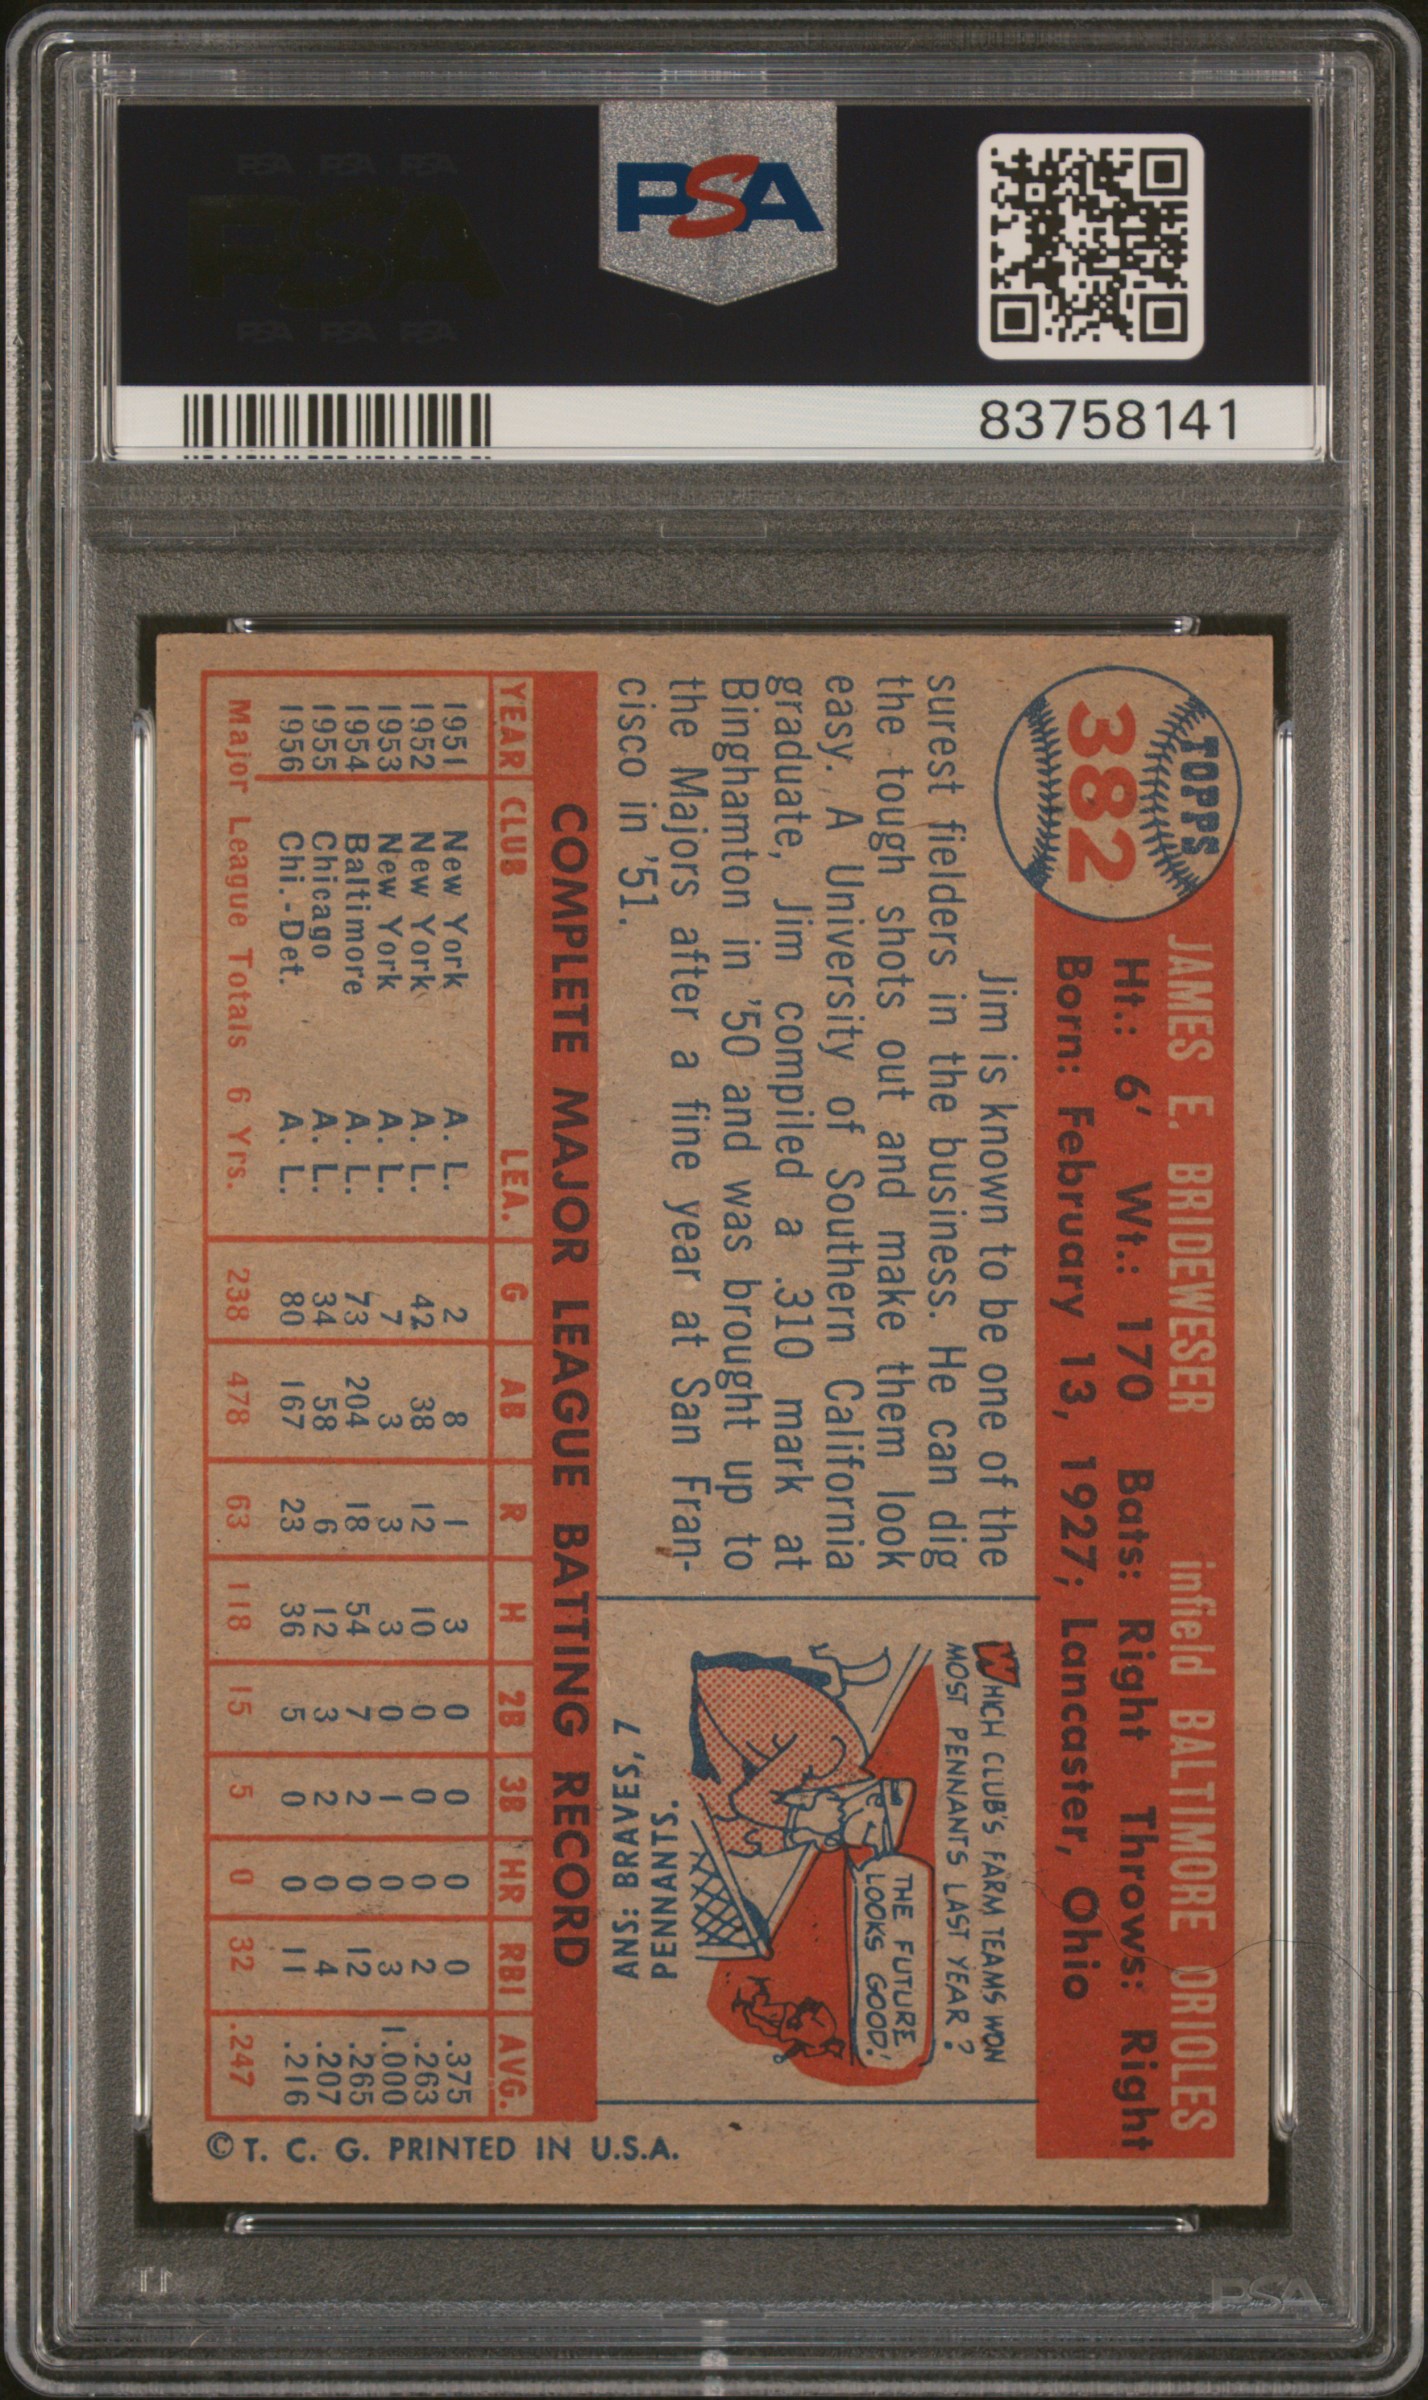 PSA PSA PSA
PSA
PSA PSA PSA
PSA
83758141
TOPPS
382
JAMES E. BRIDEWESER infield BALTIMORE ORIOLES
Ht.: 6' Wt.: 170 Bats: Right Throws: Right
Born: February 13, 1927; Lancaster, Ohio
Jim is known to be one of the
surest fielders in the business. He can dig
the tough shots out and make them look
easy. A University of Southern California
graduate, Jim compiled a .310 mark at
Binghamton in '50 and was brought up to
the Majors after a fine year at San Fran-
cisco in '51.
WHICH CLUB'S FARM TEAMS WON
MOST PENNANTS LAST YEAR?
THE FUTURE
LOOKS GOOD!
ANS: BRAVES, 7
PENNANTS.
COMPLETE MAJOR LEAGUE BATTING RECORD
YEAR CLUB LEA. G AB R H 2B 3B HR RBI AVG.
1951 New York A. L. 2 8 1 3 0 0 0 0 .375
1952 New York A. L. 42 38 12 10 0 0 0 2 .263
1953 New York A. L. 7 3 3 3 0 1 0 3 1.000
1954 Baltimore A. L. 73 204 18 54 7 2 0 12 .265
1955 Chicago A. L. 34 58 6 12 3 2 0 4 .207
1956 Chi.-Det. A. L. 80 167 23 36 5 0 0 11 .216
Major League Totals 6 Yrs. 238 478 63 118 15 5 0 32 .247
© T. C. G. PRINTED IN U.S.A.
PSA